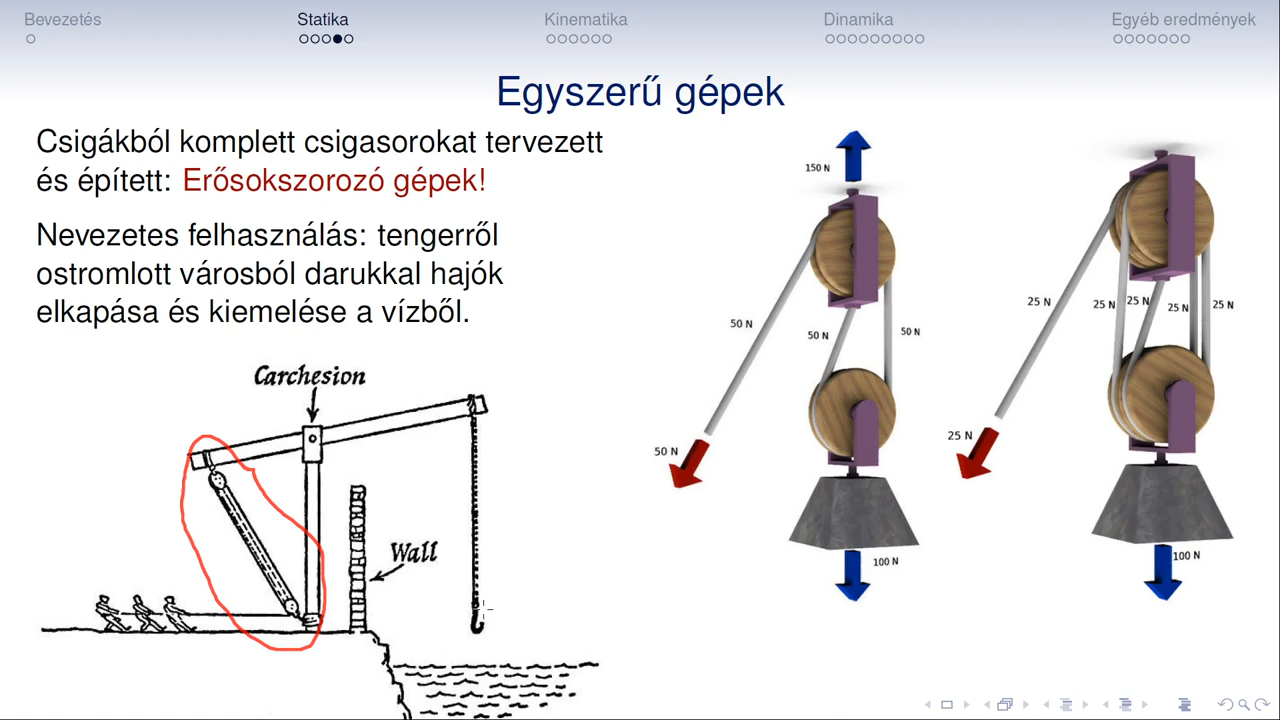 Bevezetés
Statika
Kinematika
Dinamika
Egyéb eredmények
Egyszerű gépek
Csigákból komplett csigasorokat tervezett
és épített: Erősokszorozó gépek!
Nevezetes felhasználás: tengerről
ostromlott városból darukkal hajók
elkapása és kiemelése a vízből.
Carchesion
Wall
150 N
50 N
50 N
50 N
50 N
100 N
25 N
25 N
25 N
25 N
25 N
25 N
100 N